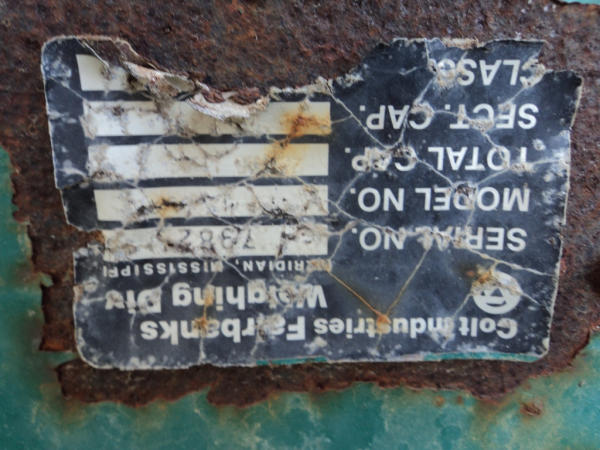 Colt Industries Fairbanks
Weighing Div
MERIDIAN, MISSISSIPPI
SERIAL NO.
MODEL NO.
TOTAL CAP.
SECT. CAP.
CLASS